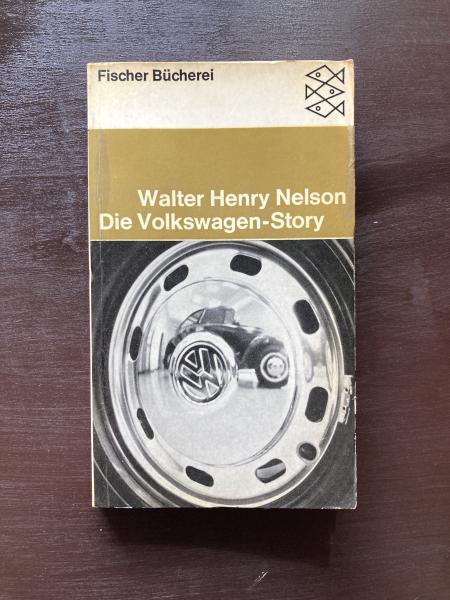 Fischer Bücherei
Walter Henry Nelson
Die Volkswagen-Story
VW